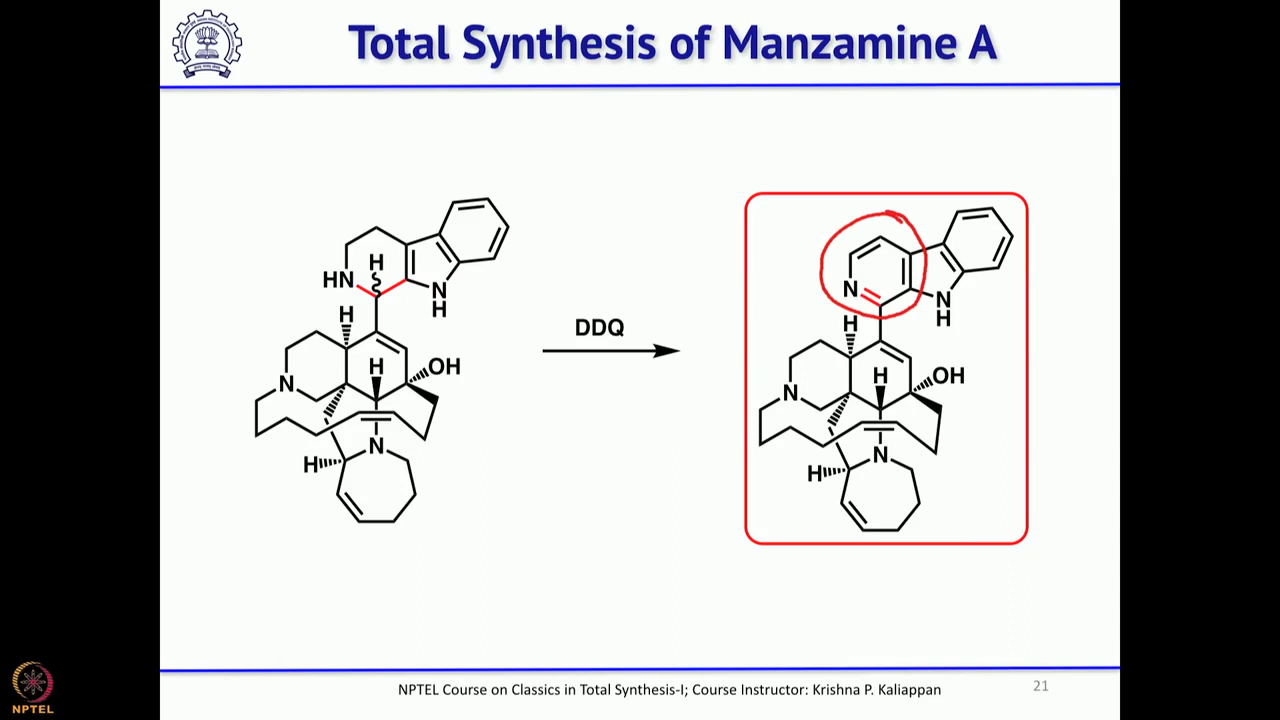 Total Synthesis of Manzamine A
H
HN
N
H
H
H
OH
N
N
H
DDQ
N
N
H
H
H
OH
N
N
H
NPTEL Course on Classics in Total Synthesis-I; Course Instructor: Krishna P. Kaliappan
21
NPTEL